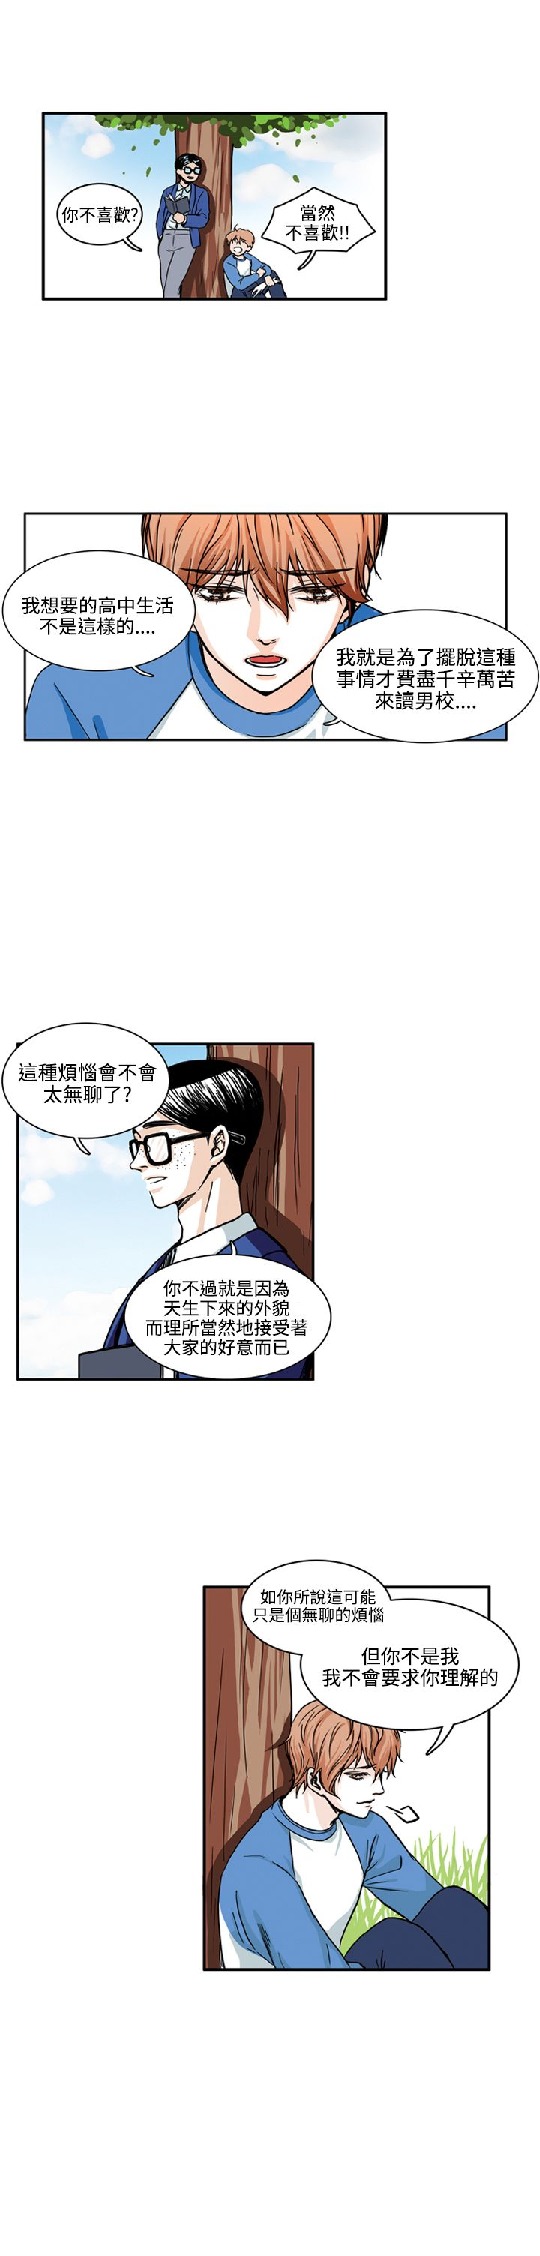 你不喜歡?
當然
不喜歡!!
我想要的高中生活
不是這樣的....
我就是為了擺脫這種
事情才費盡千辛萬苦
來讀男校....
這種煩惱會不會
太無聊了?
你不過就是因為
天生下來的外貌
而理所當然地接受著
大家的好意而已
如你所說這可能
只是個無聊的煩惱
但你不是我
我不會要求你理解的